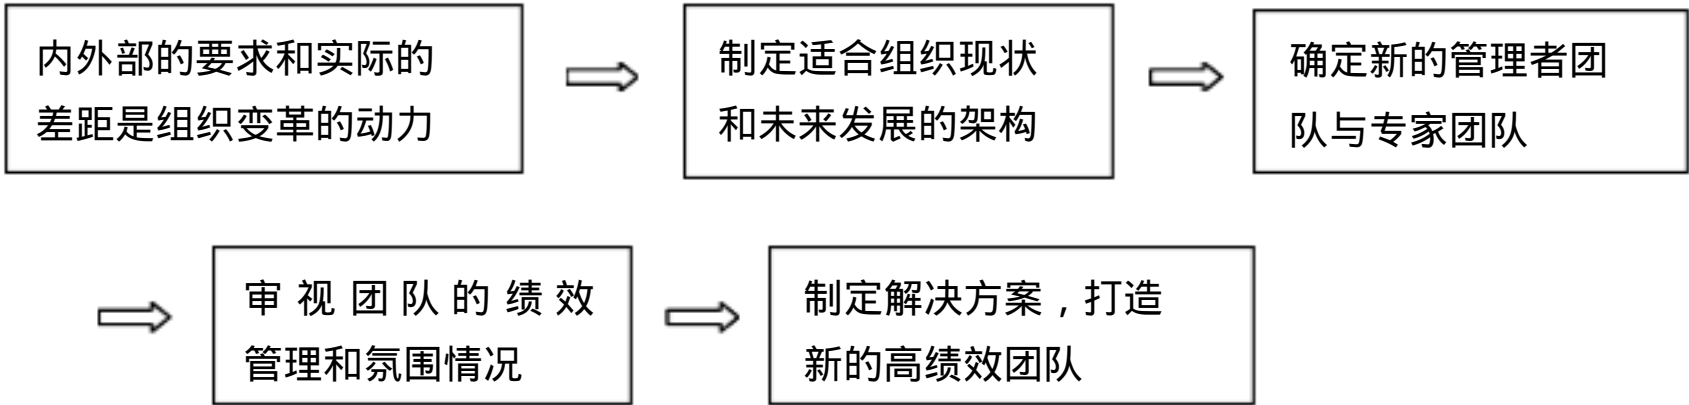 内外部的要求和实际的
差距是组织变革的动力
制定适合组织现状
和未来发展的架构
确定新的管理者团
队与专家团队
审视团队的绩效
管理和氛围情况
制定解决方案，打造
新的高绩效团队